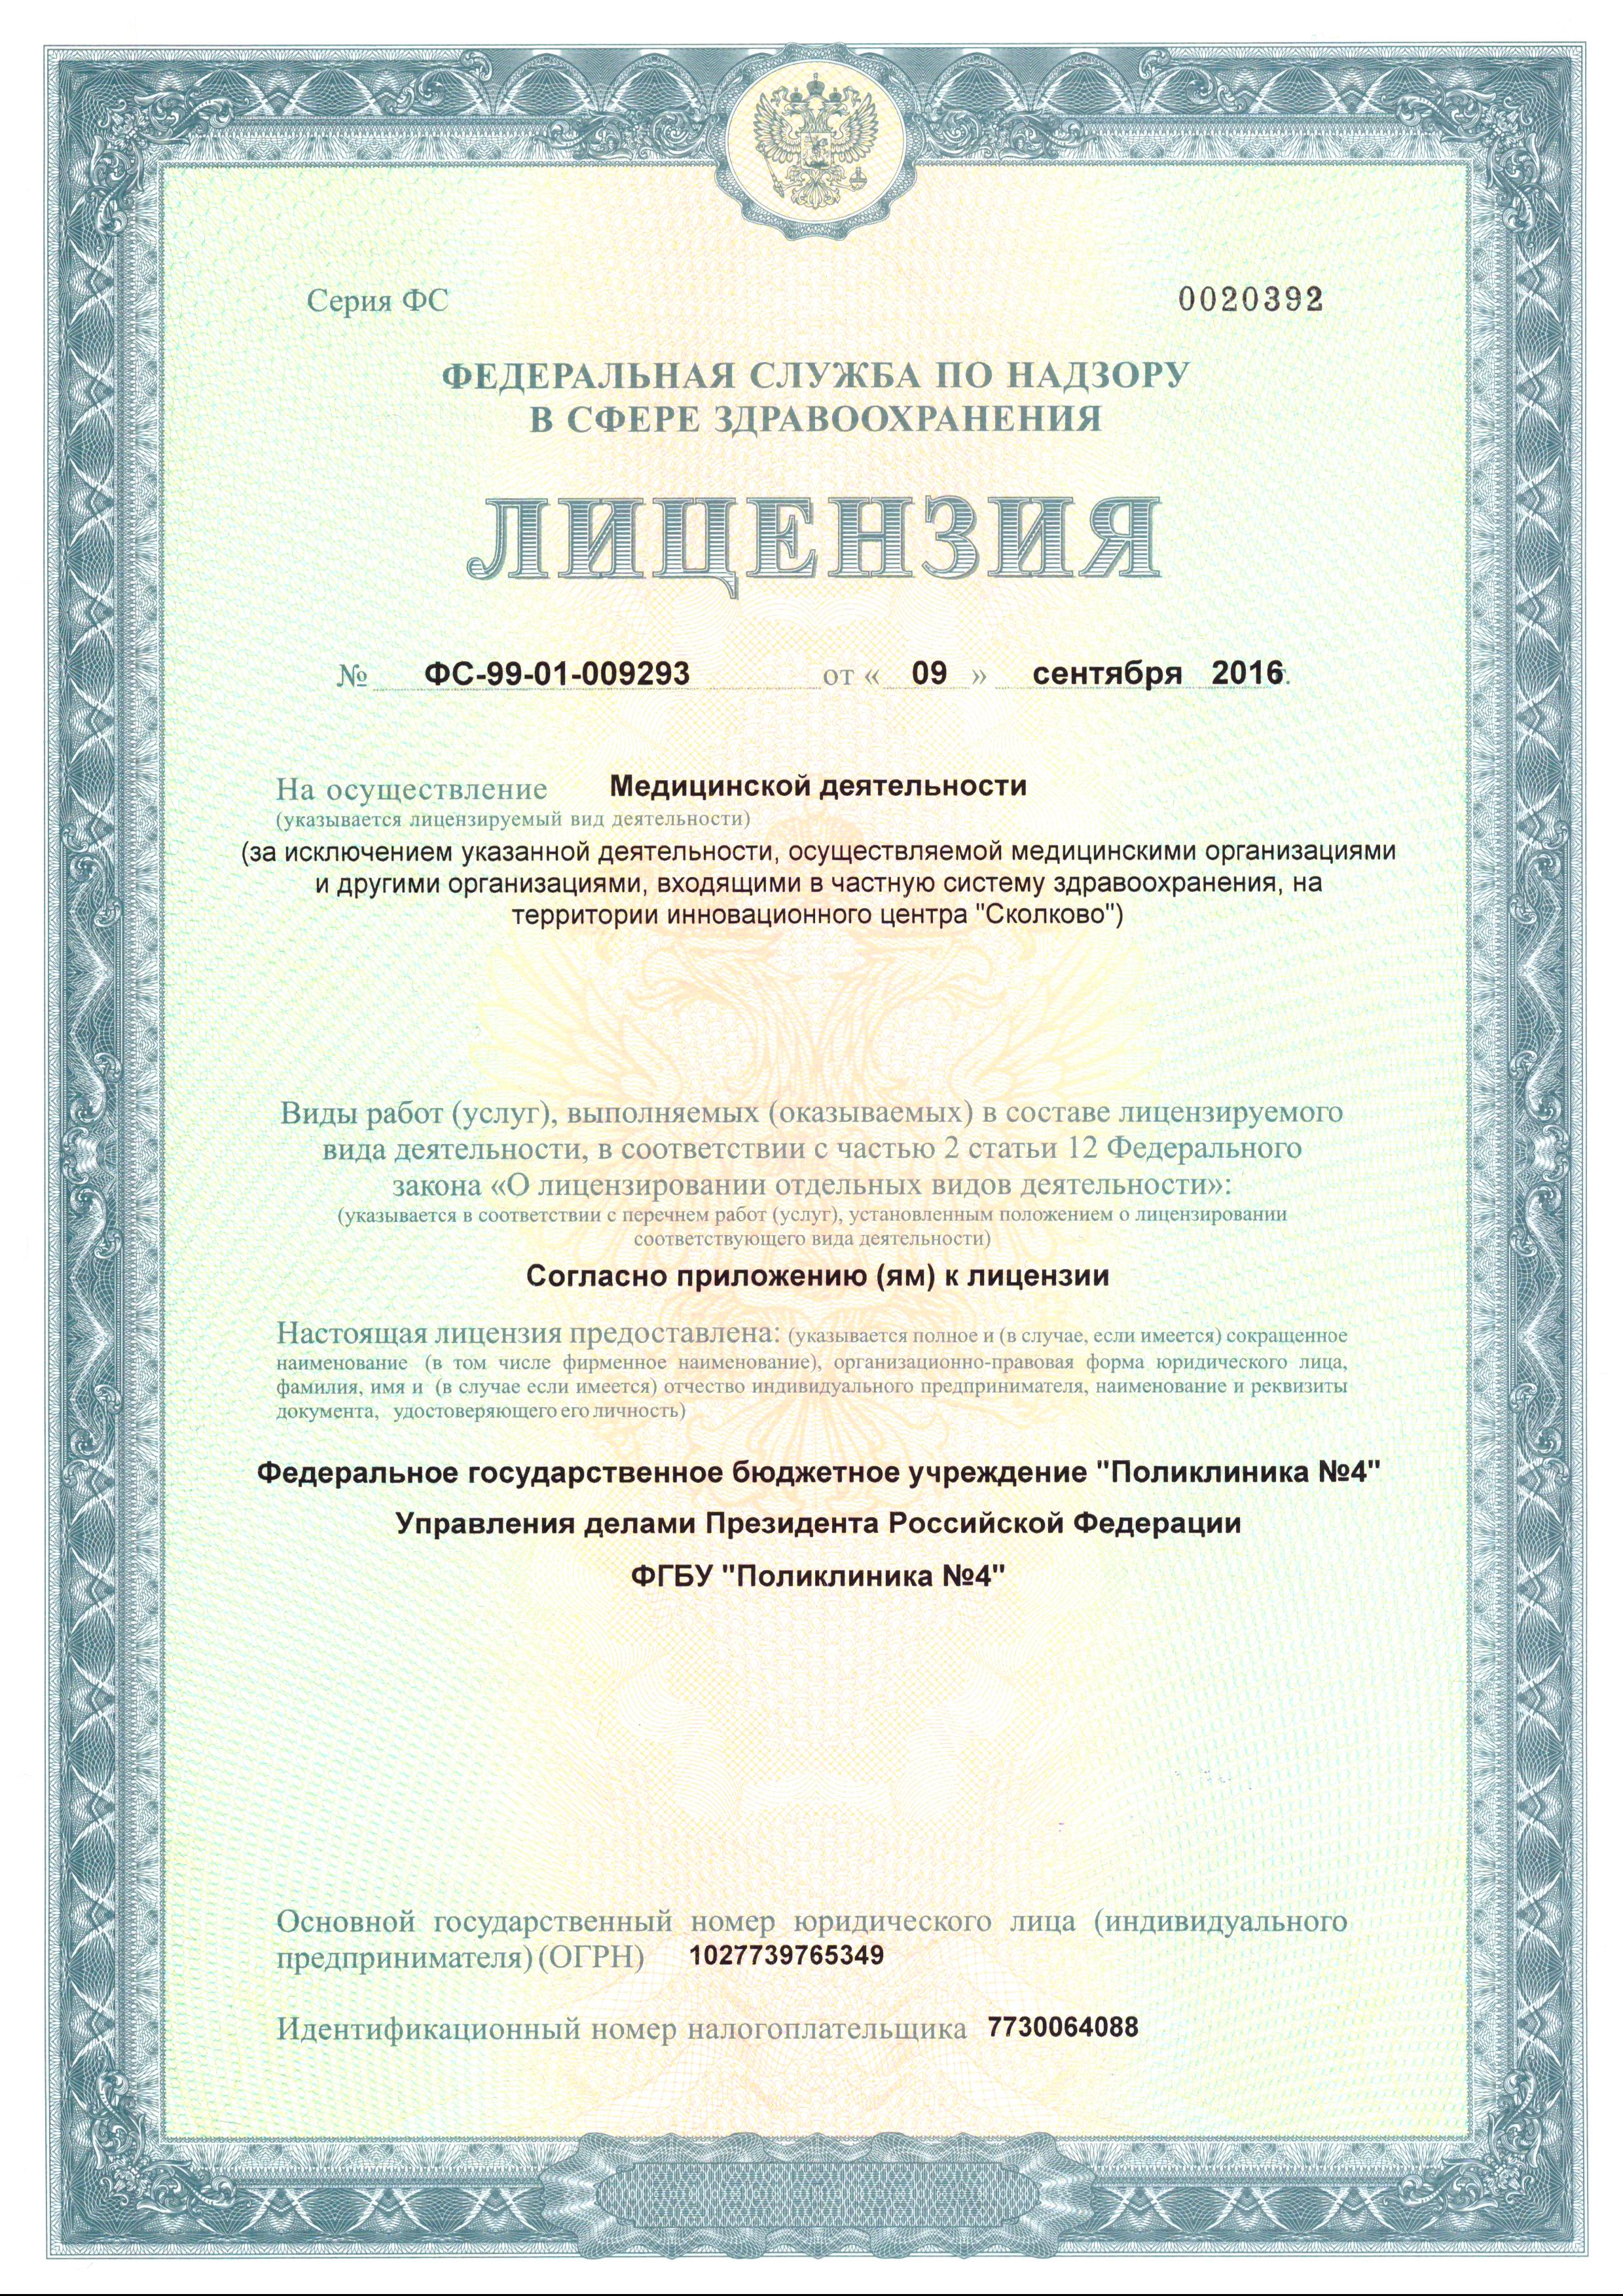 Серия ФС 0020392
ФЕДЕРАЛЬНАЯ СЛУЖБА ПО НАДЗОРУ
В СФЕРЕ ЗДРАВООХРАНЕНИЯ
ЛИЦЕНЗИЯ
№ ФС-99-01-009293 от « 09 » сентября 2016 г.
На осуществление Медицинской деятельности
(указывается лицензируемый вид деятельности)
(за исключением указанной деятельности, осуществляемой медицинскими организациями
и другими организациями, входящими в частную систему здравоохранения, на
территории инновационного центра "Сколково")
Виды работ (услуг), выполняемых (оказываемых) в составе лицензируемого
вида деятельности, в соответствии с частью 2 статьи 12 Федерального
закона «О лицензировании отдельных видов деятельности»:
(указывается в соответствии с перечнем работ (услуг), установленным положением о лицензировании
соответствующего вида деятельности)
Согласно приложению (ям) к лицензии
Настоящая лицензия предоставлена: (указывается полное и (в случае, если имеется) сокращенное
наименование (в том числе фирменное наименование), организационно-правовая форма юридического лица,
фамилия, имя и (в случае если имеется) отчество индивидуального предпринимателя, наименование и реквизиты
документа, удостоверяющего его личность)
Федеральное государственное бюджетное учреждение "Поликлиника №4"
Управления делами Президента Российской Федерации
ФГБУ "Поликлиника №4"
Основной государственный номер юридического лица (индивидуального
предпринимателя) (ОГРН) 1027739765349
Идентификационный номер налогоплательщика 7730064088